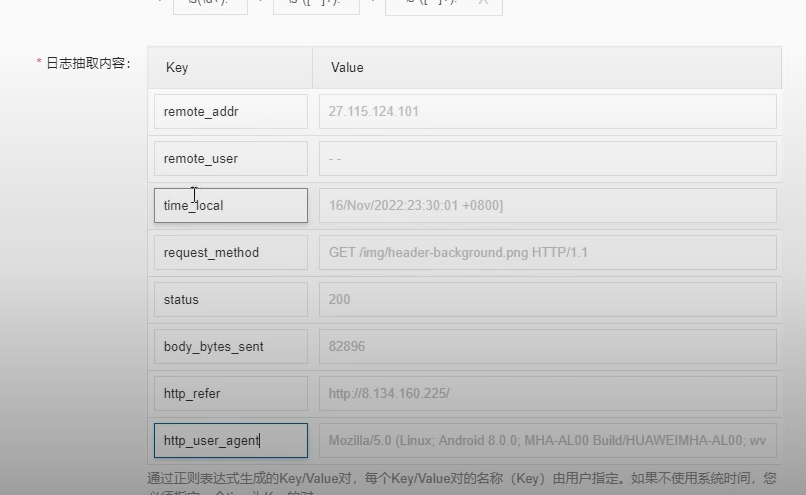 * 日志抽取内容：
Key Value
remote_addr 27.115.124.101
remote_user - -
time_local 16/Nov/2022:23:30:01 +0800]
request_method GET /img/header-background.png HTTP/1.1
status 200
body_bytes_sent 82896
http_refer http://8.134.160.225/
http_user_agent Mozilla/5.0 (Linux; Android 8.0.0; MHA-AL00 Build/HUAWEIMHA-AL00; wv
通过正则表达式生成的Key/Value对，每个Key/Value对的名称（Key）由用户指定。如果不使用系统时间，您